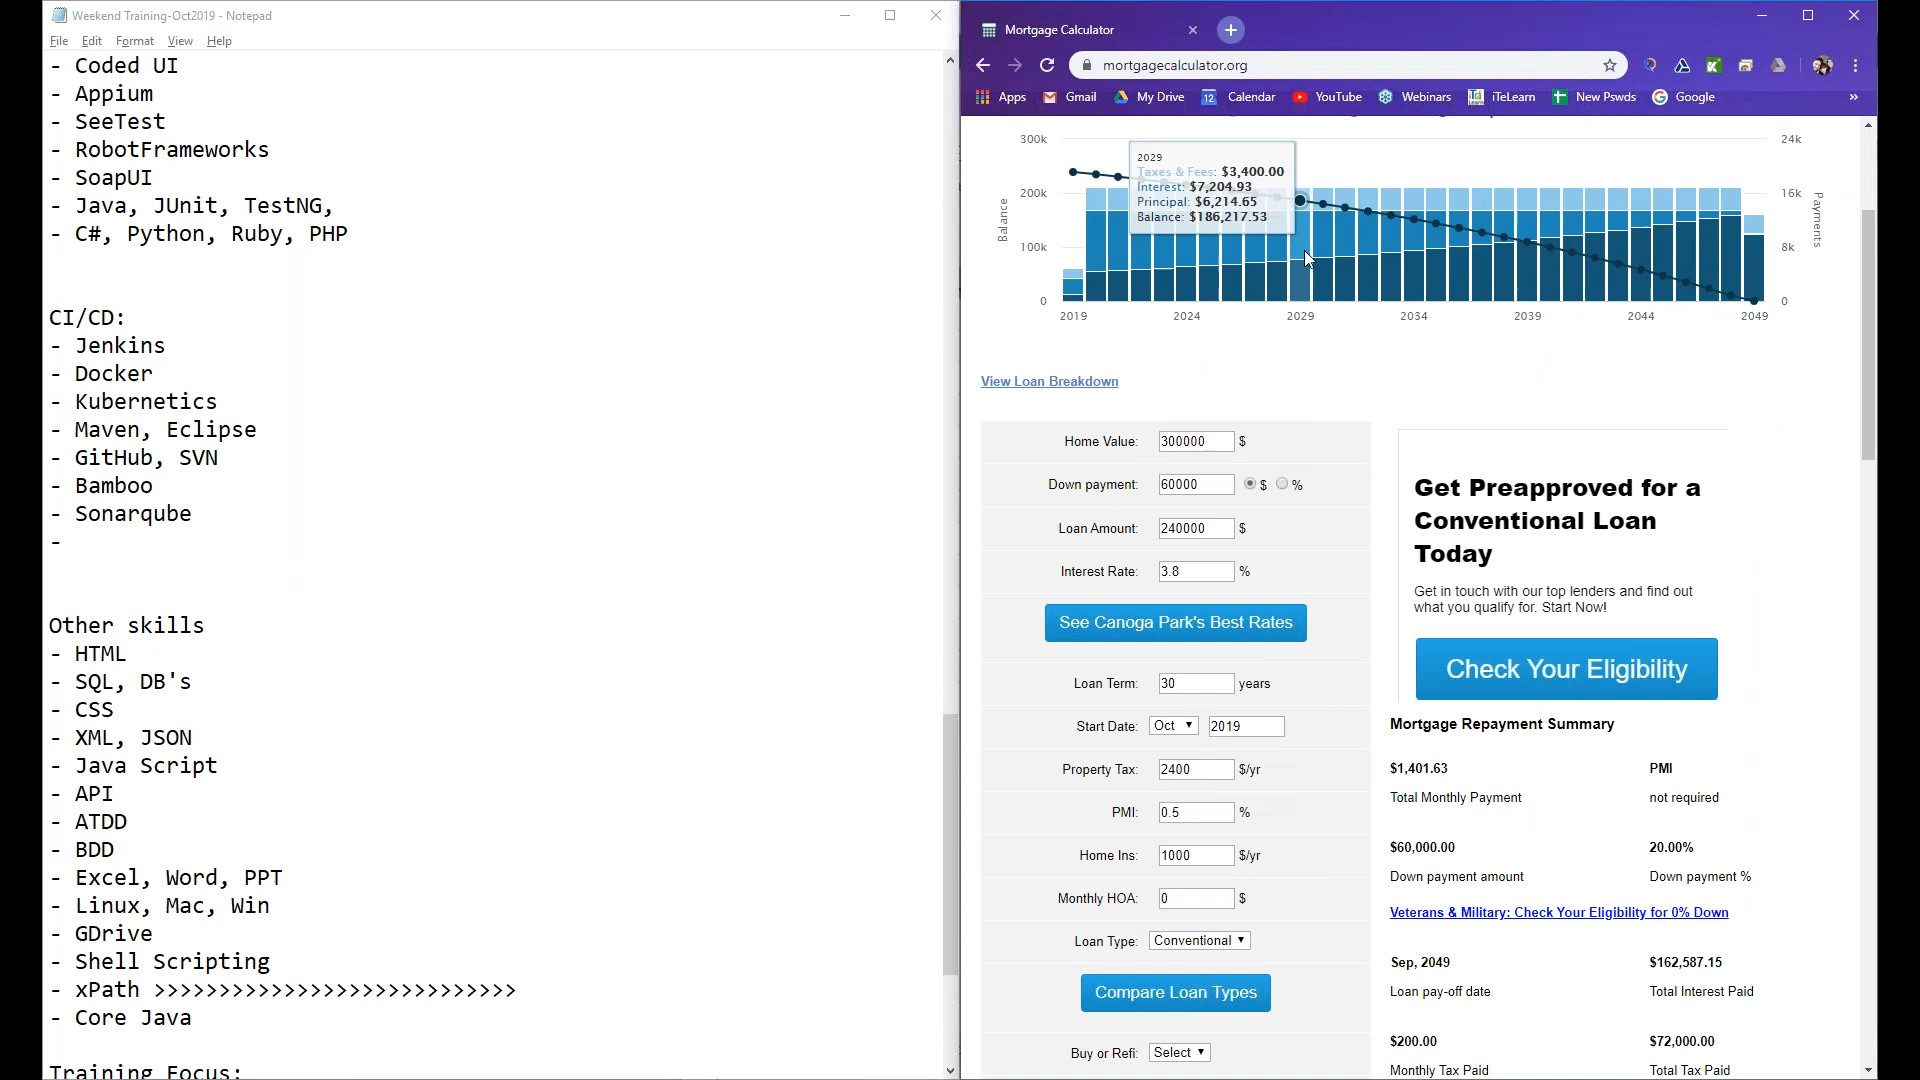 Weekend Training-Oct2019 - Notepad
File Edit Format View Help
- Coded UI
- Appium
- SeeTest
- RobotFrameworks
- SoapUI
- Java, JUnit, TestNG,
- C#, Python, Ruby, PHP
CI/CD:
- Jenkins
- Docker
- Kubernetics
- Maven, Eclipse
- GitHub, SVN
- Bamboo
- Sonarqube
-
Other skills
- HTML
- SQL, DB's
- CSS
- XML, JSON
- Java Script
- API
- ATDD
- BDD
- Excel, Word, PPT
- Linux, Mac, Win
- GDrive
- Shell Scripting
- xPath >>>>>>>>>>>>>>>>>>>>>>>>>>>>
- Core Java
Training Focus:
Mortgage Calculator
mortgagecalculator.org
Apps Gmail My Drive 12 Calendar YouTube Webinars iTeLearn New Pswds Google »
300k 24k
200k 16k
100k 8k
0 0
Balance
Payments
2029
Taxes & Fees: $3,400.00
Interest: $7,204.93
Principal: $6,214.65
Balance: $186,217.53
2019 2024 2029 2034 2039 2044 2049
View Loan Breakdown
Home Value: 300000 $
Down payment: 60000 $ %
Loan Amount: 240000 $
Interest Rate: 3.8 %
See Canoga Park's Best Rates
Loan Term: 30 years
Start Date: Oct 2019
Property Tax: 2400 $/yr
PMI: 0.5 %
Home Ins: 1000 $/yr
Monthly HOA: 0 $
Loan Type: Conventional
Compare Loan Types
Buy or Refi: Select
Get Preapproved for a
Conventional Loan
Today
Get in touch with our top lenders and find out
what you qualify for. Start Now!
Check Your Eligibility
Mortgage Repayment Summary
$1,401.63 PMI
Total Monthly Payment not required
$60,000.00 20.00%
Down payment amount Down payment %
Veterans & Military: Check Your Eligibility for 0% Down
Sep, 2049 $162,587.15
Loan pay-off date Total Interest Paid
$200.00 $72,000.00
Monthly Tax Paid Total Tax Paid